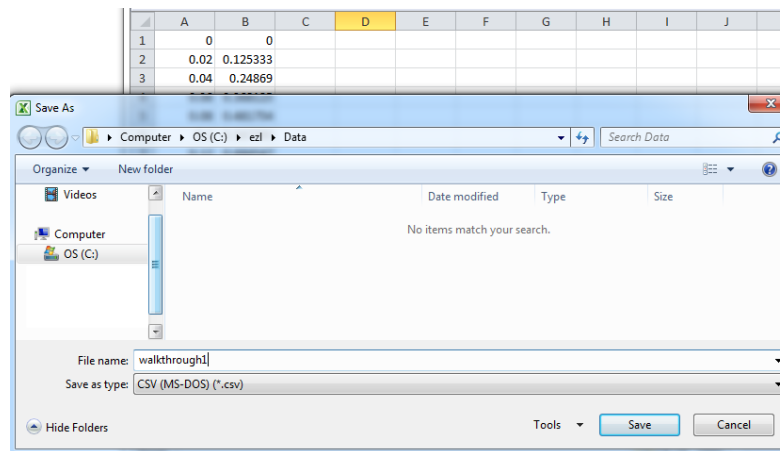 A B C D E F G H I J
1 0 0
2 0.02 0.125333
3 0.04 0.24869
Save As
Computer OS (C:) ezl Data Search Data
Organize New folder
Videos Name Date modified Type Size
No items match your search.
Computer
OS (C:)
File name: walkthrough1
Save as type: CSV (MS-DOS) (*.csv)
Hide Folders Tools Save Cancel